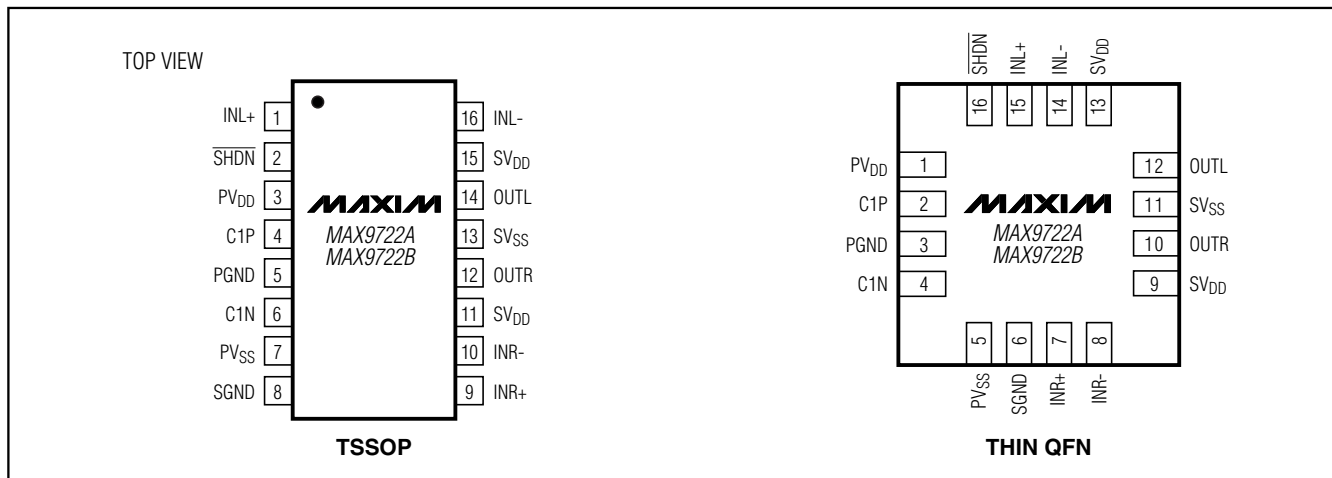 TOP VIEW
INL+ 1
SHDN 2
PVDD 3
C1P 4
PGND 5
C1N 6
PVSS 7
SGND 8
MAXIM
MAX9722A
MAX9722B
16 INL-
15 SVDD
14 OUTL
13 SVSS
12 OUTR
11 SVDD
10 INR-
9 INR+
TSSOP
SHDN INL+ INL- SVDD
16 15 14 13
PVDD 1
C1P 2
PGND 3
C1N 4
MAXIM
MAX9722A
MAX9722B
12 OUTL
11 SVSS
10 OUTR
9 SVDD
5 6 7 8
PVSS SGND INR+ INR-
THIN QFN